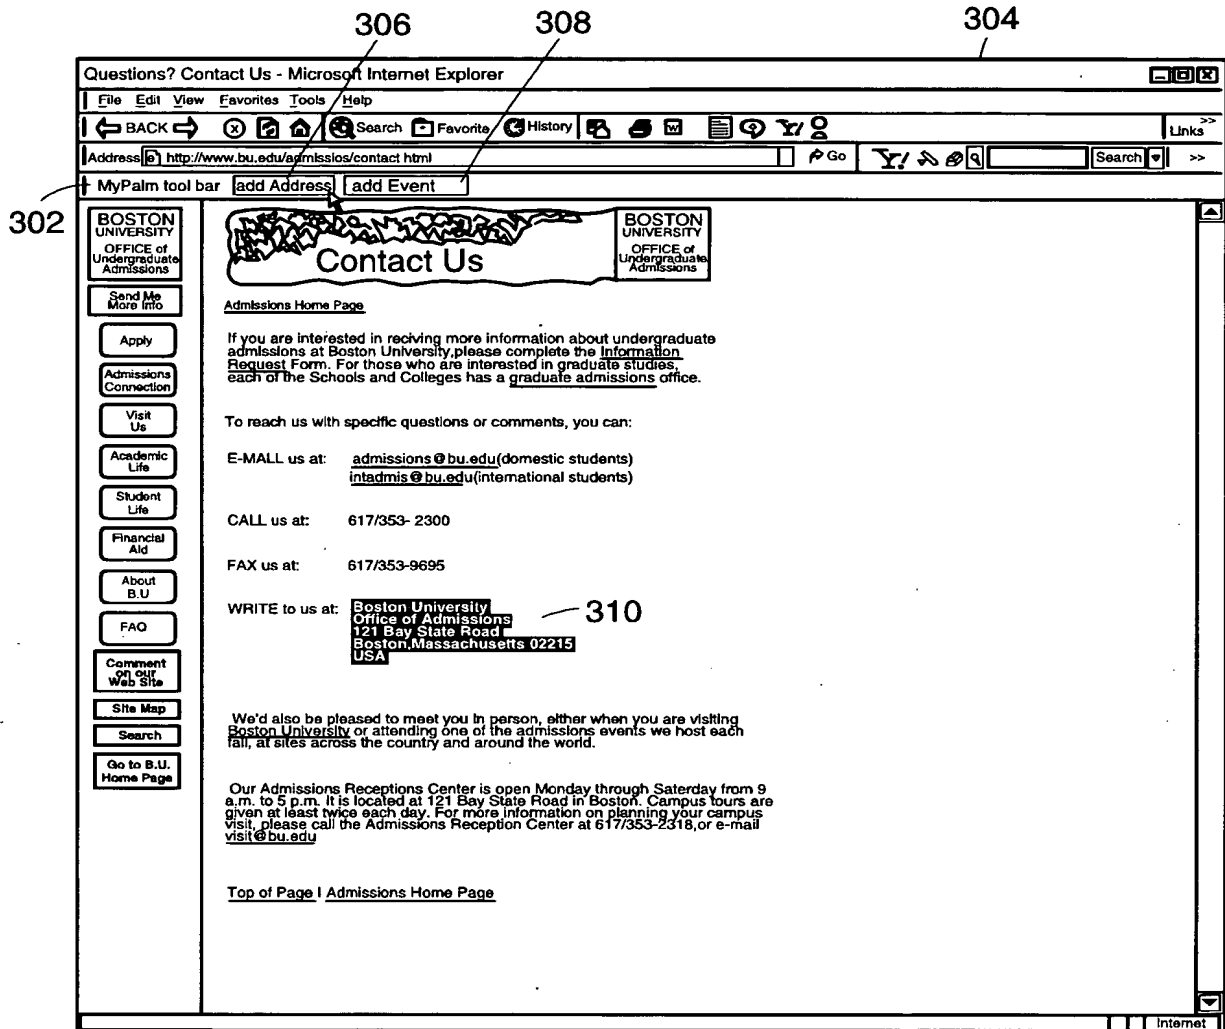 306 308 304
Questions? Contact Us - Microsoft Internet Explorer
File Edit View Favorites Tools Help
BACK Search Favorite History Links >>
Address http://www.bu.edu/admissios/contact html Go Y! Search >>
302 MyPalm tool bar add Address add Event
BOSTON
UNIVERSITY
OFFICE of
Undergraduate
Admissions
Send Me
More Info
Apply
Admissions
Connection
Visit
Us
Academic
Life
Student
Life
Financial
Aid
About
B.U
FAQ
Comment
on our
Web Site
Site Map
Search
Go to B.U.
Home Page
Contact Us
BOSTON
UNIVERSITY
OFFICE of
Undergraduate
Admissions
Admissions Home Page
If you are interested in reciving more information about undergraduate
admissions at Boston University,please complete the Information
Request Form. For those who are interested in graduate studies,
each of the Schools and Colleges has a graduate admissions office.
To reach us with specific questions or comments, you can:
E-MALL us at: admissions@bu.edu(domestic students)
intadmis@bu.edu(international students)
CALL us at: 617/353- 2300
FAX us at: 617/353-9695
WRITE to us at: Boston University 310
Office of Admissions
121 Bay State Road
Boston,Massachusetts 02215
USA
We'd also be pleased to meet you in person, either when you are visiting
Boston University or attending one of the admissions events we host each
fall, at sites across the country and around the world.
Our Admissions Receptions Center is open Monday through Saterday from 9
a.m. to 5 p.m. It is located at 121 Bay State Road in Boston. Campus tours are
given at least twice each day. For more information on planning your campus
visit, please call the Admissions Reception Center at 617/353-2318,or e-mail
visit@bu.edu
Top of Page I Admissions Home Page
Internet